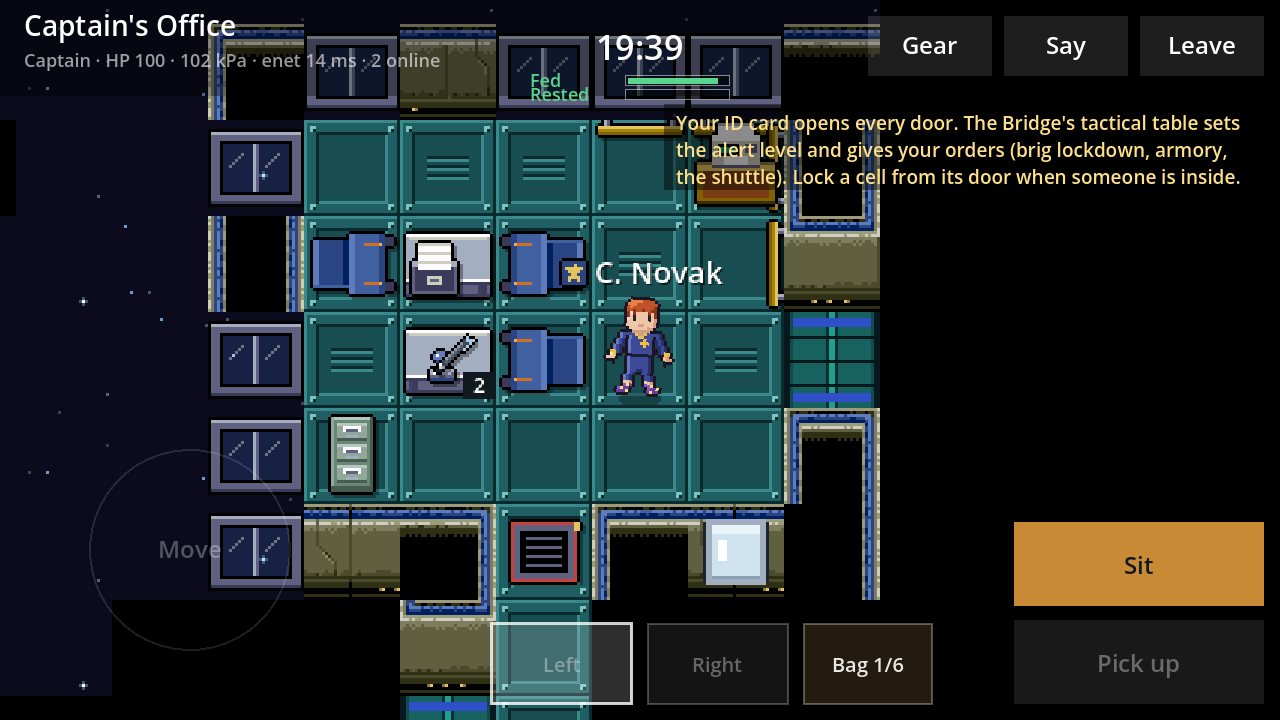 Captain's Office
Captain · HP 100 · 102 kPa · enet 14 ms · 2 online
19:39
Fed
Rested
Gear
Say
Leave
Your ID card opens every door. The Bridge's tactical table sets
the alert level and gives your orders (brig lockdown, armory,
the shuttle). Lock a cell from its door when someone is inside.
C. Novak
2
Move
Sit
Left
Right
Bag 1/6
Pick up